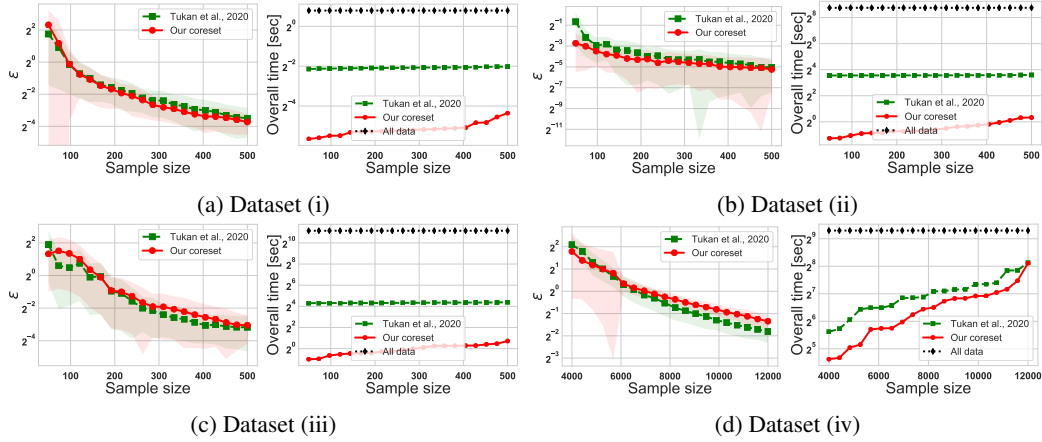 2^2
2^0
2^-2
2^-4
ε
Tukan et al., 2020
Our coreset
100 200 300 400 500
Sample size
Overall time [sec]
2^0
2^-2
2^-4
Tukan et al., 2020
Our coreset
All data
100 200 300 400 500
Sample size
(a) Dataset (i)
2^-1
2^-3
2^-5
2^-7
2^-9
2^-11
ε
Tukan et al., 2020
Our coreset
100 200 300 400 500
Sample size
Overall time [sec]
2^8
2^6
2^4
2^2
2^0
Tukan et al., 2020
Our coreset
All data
100 200 300 400 500
Sample size
(b) Dataset (ii)
2^2
2^0
2^-2
2^-4
ε
Tukan et al., 2020
Our coreset
100 200 300 400 500
Sample size
Overall time [sec]
2^10
2^8
2^6
2^4
2^2
2^0
Tukan et al., 2020
Our coreset
All data
100 200 300 400 500
Sample size
(c) Dataset (iii)
2^2
2^1
2^0
2^-1
2^-2
2^-3
ε
Tukan et al., 2020
Our coreset
4000 6000 8000 10000 12000
Sample size
Overall time [sec]
2^9
2^8
2^7
2^6
2^5
Tukan et al., 2020
Our coreset
All data
4000 6000 8000 10000 12000
Sample size
(d) Dataset (iv)